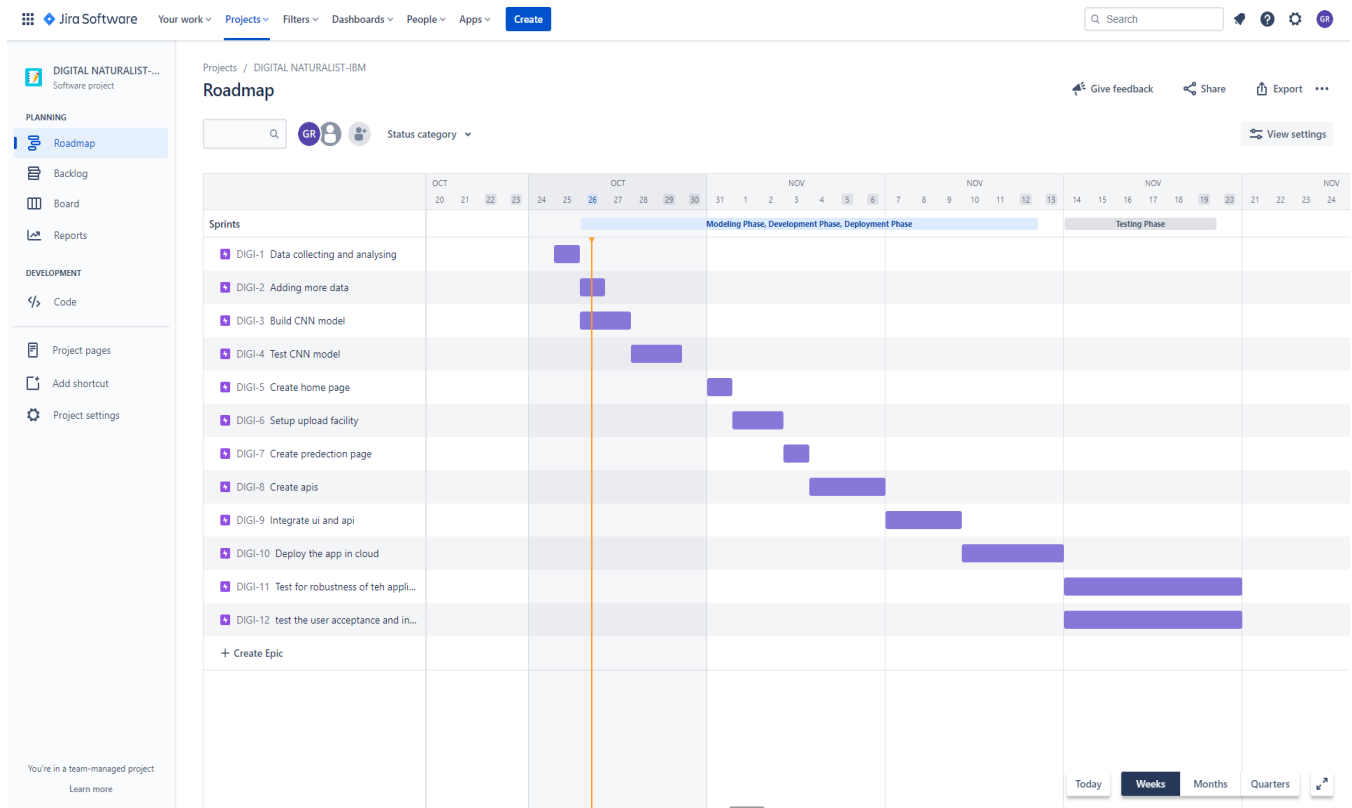 Jira Software Your work Projects Filters Dashboards People Apps Create Search GR
DIGITAL NATURALIST-...
Software project
PLANNING
Roadmap
Backlog
Board
Reports
DEVELOPMENT
Code
Project pages
Add shortcut
Project settings
You're in a team-managed project
Learn more
Projects / DIGITAL NATURALIST-IBM
Roadmap
Give feedback Share Export
GR Status category View settings
OCT OCT NOV NOV NOV NOV
20 21 22 23 24 25 26 27 28 29 30 31 1 2 3 4 5 6 7 8 9 10 11 12 13 14 15 16 17 18 19 20 21 22 23 24
Sprints Modeling Phase, Development Phase, Deployment Phase Testing Phase
DIGI-1 Data collecting and analysing
DIGI-2 Adding more data
DIGI-3 Build CNN model
DIGI-4 Test CNN model
DIGI-5 Create home page
DIGI-6 Setup upload facility
DIGI-7 Create predection page
DIGI-8 Create apis
DIGI-9 Integrate ui and api
DIGI-10 Deploy the app in cloud
DIGI-11 Test for robustness of teh appli...
DIGI-12 test the user acceptance and in...
+ Create Epic
Today Weeks Months Quarters